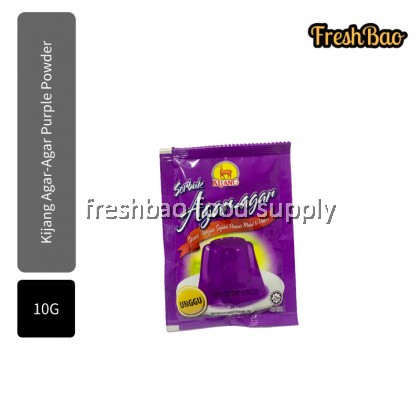 FreshBao
Kijang Agar-Agar Purple Powder
10G
KIJANG
Serbuk
Agar-agar
UNGGU
freshbao food supply